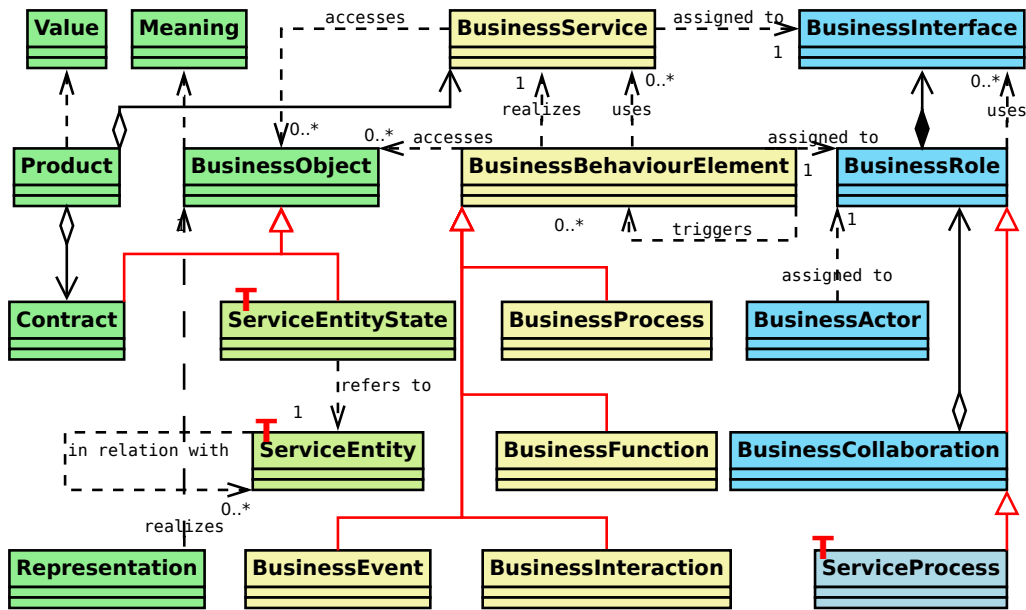 Value
Meaning
accesses
BusinessService
assigned to
1
BusinessInterface
1
0..*
0..*
realizes
uses
uses
0..*
0..*
accesses
assigned to
Product
BusinessObject
BusinessBehaviourElement
1
BusinessRole
1
0..*
triggers
1
assigned to
Contract
T
ServiceEntityState
BusinessProcess
BusinessActor
refers to
1
T
in relation with
ServiceEntity
BusinessFunction
BusinessCollaboration
0..*
realizes
T
Representation
BusinessEvent
BusinessInteraction
ServiceProcess